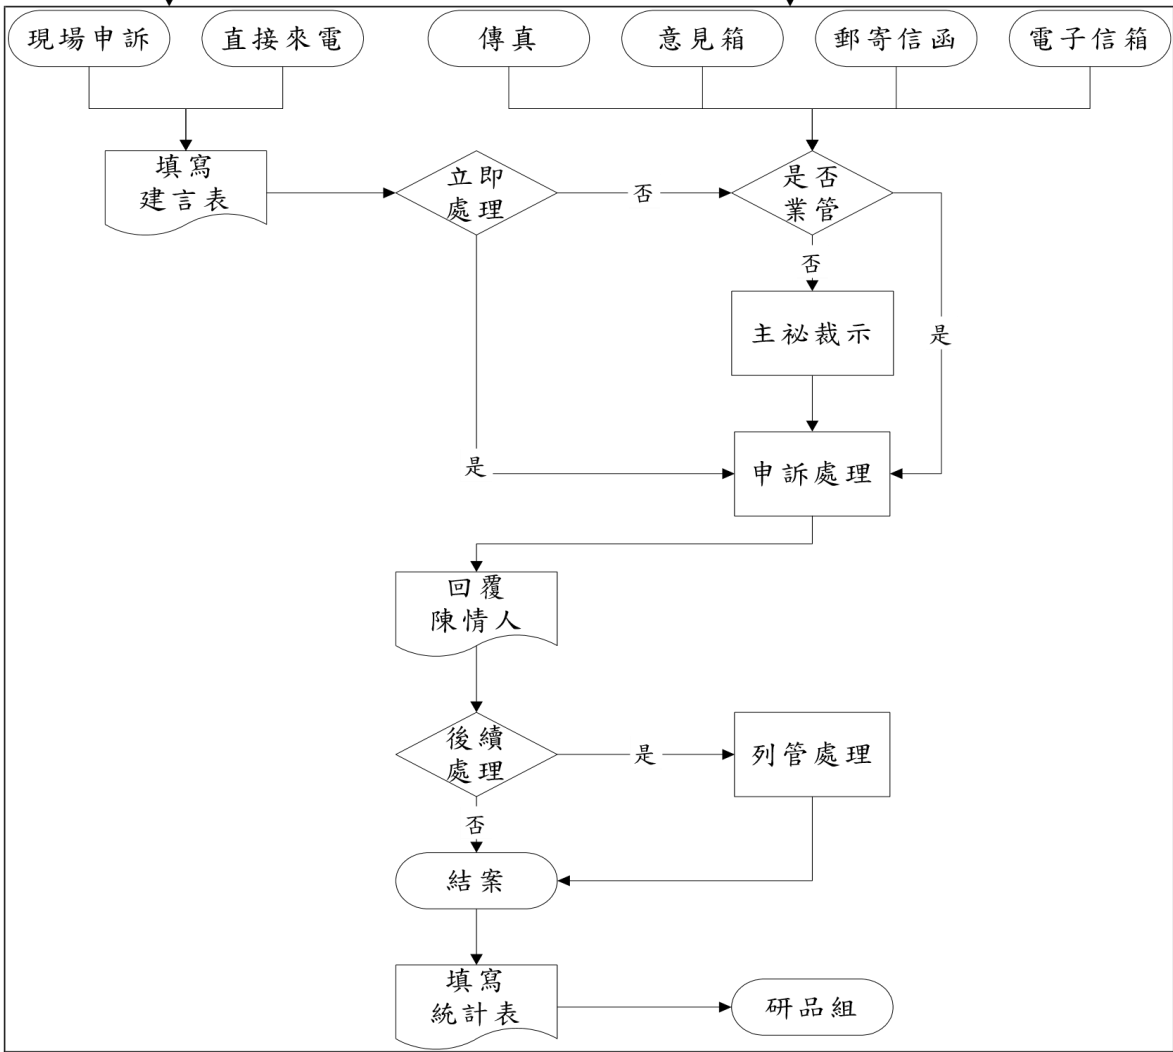 現場申訴
直接來電
傳真
意見箱
郵寄信函
電子信箱
填寫
建言表
立即
處理
否
是否
業管
否
主祕裁示
是
是
申訴處理
回覆
陳情人
後續
處理
是
列管處理
否
結案
填寫
統計表
研品組